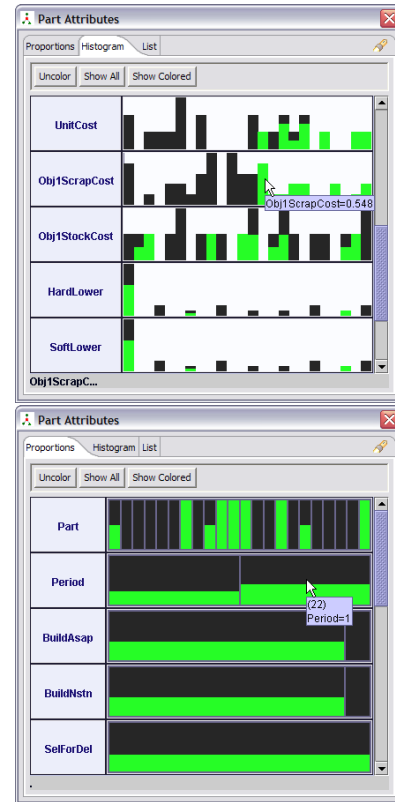 Part Attributes
Proportions Histogram List
Uncolor Show All Show Colored
UnitCost
Obj1ScrapCost
Obj1ScrapCost=0.548
Obj1StockCost
HardLower
SoftLower
Obj1ScrapC...
Part Attributes
Proportions Histogram List
Uncolor Show All Show Colored
Part
Period
(22)
Period=1
BuildAsap
BuildNstn
SelForDel
.